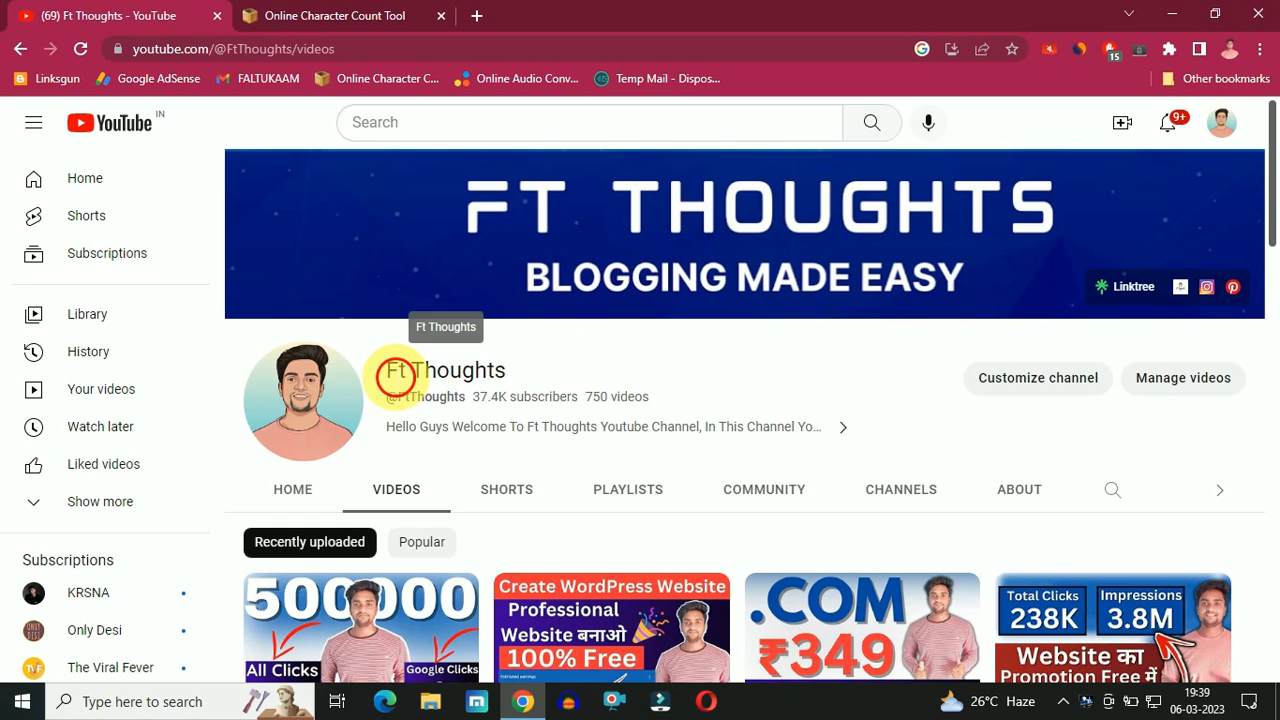 (69) Ft Thoughts - YouTube
Online Character Count Tool
youtube.com/@FtThoughts/videos
15
Linksgun
Google AdSense
FALTUKAAM
Online Character C...
Online Audio Conv...
Temp Mail - Dispos...
Other bookmarks
YouTube IN
Search
9+
Home
Shorts
Subscriptions
Library
History
Your videos
Watch later
Liked videos
Show more
Subscriptions
KRSNA
Only Desi
The Viral Fever
FT THOUGHTS
BLOGGING MADE EASY
Linktree
Ft Thoughts
Ft Thoughts
@FtThoughts 37.4K subscribers 750 videos
Hello Guys Welcome To Ft Thoughts Youtube Channel, In This Channel Yo...
Customize channel
Manage videos
HOME
VIDEOS
SHORTS
PLAYLISTS
COMMUNITY
CHANNELS
ABOUT
Recently uploaded
Popular
500000
All Clicks
Google Clicks
Create WordPress Website
Professional
Website बनाओ
100% Free
.COM
₹349
Total Clicks
238K
Impressions
3.8M
Website का
Promotion Free में
Type here to search
26°C Haze
19:39
06-03-2023